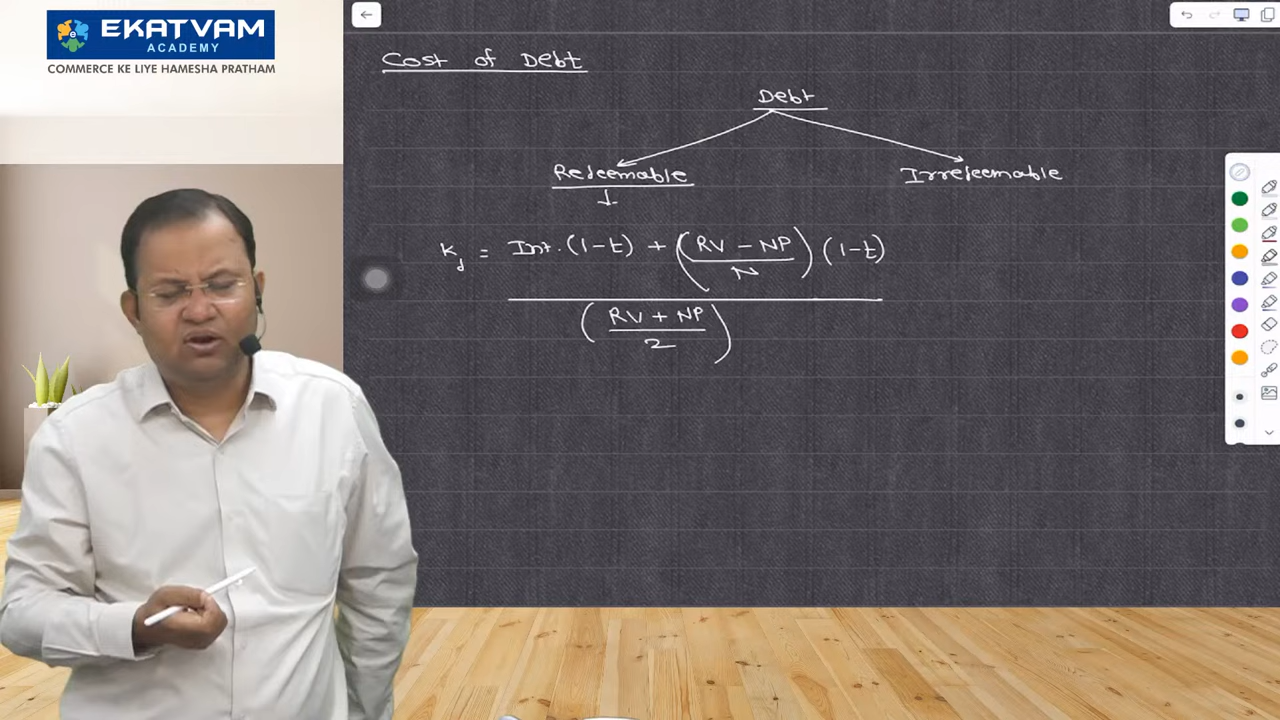 EKATVAM
ACADEMY
COMMERCE KE LIYE HAMESHA PRATHAM
Cost of Debt
Debt
Redeemable
Irredeemable
Kd = Int. (1-t) + (RV - NP / N) (1-t)
(RV + NP / 2)